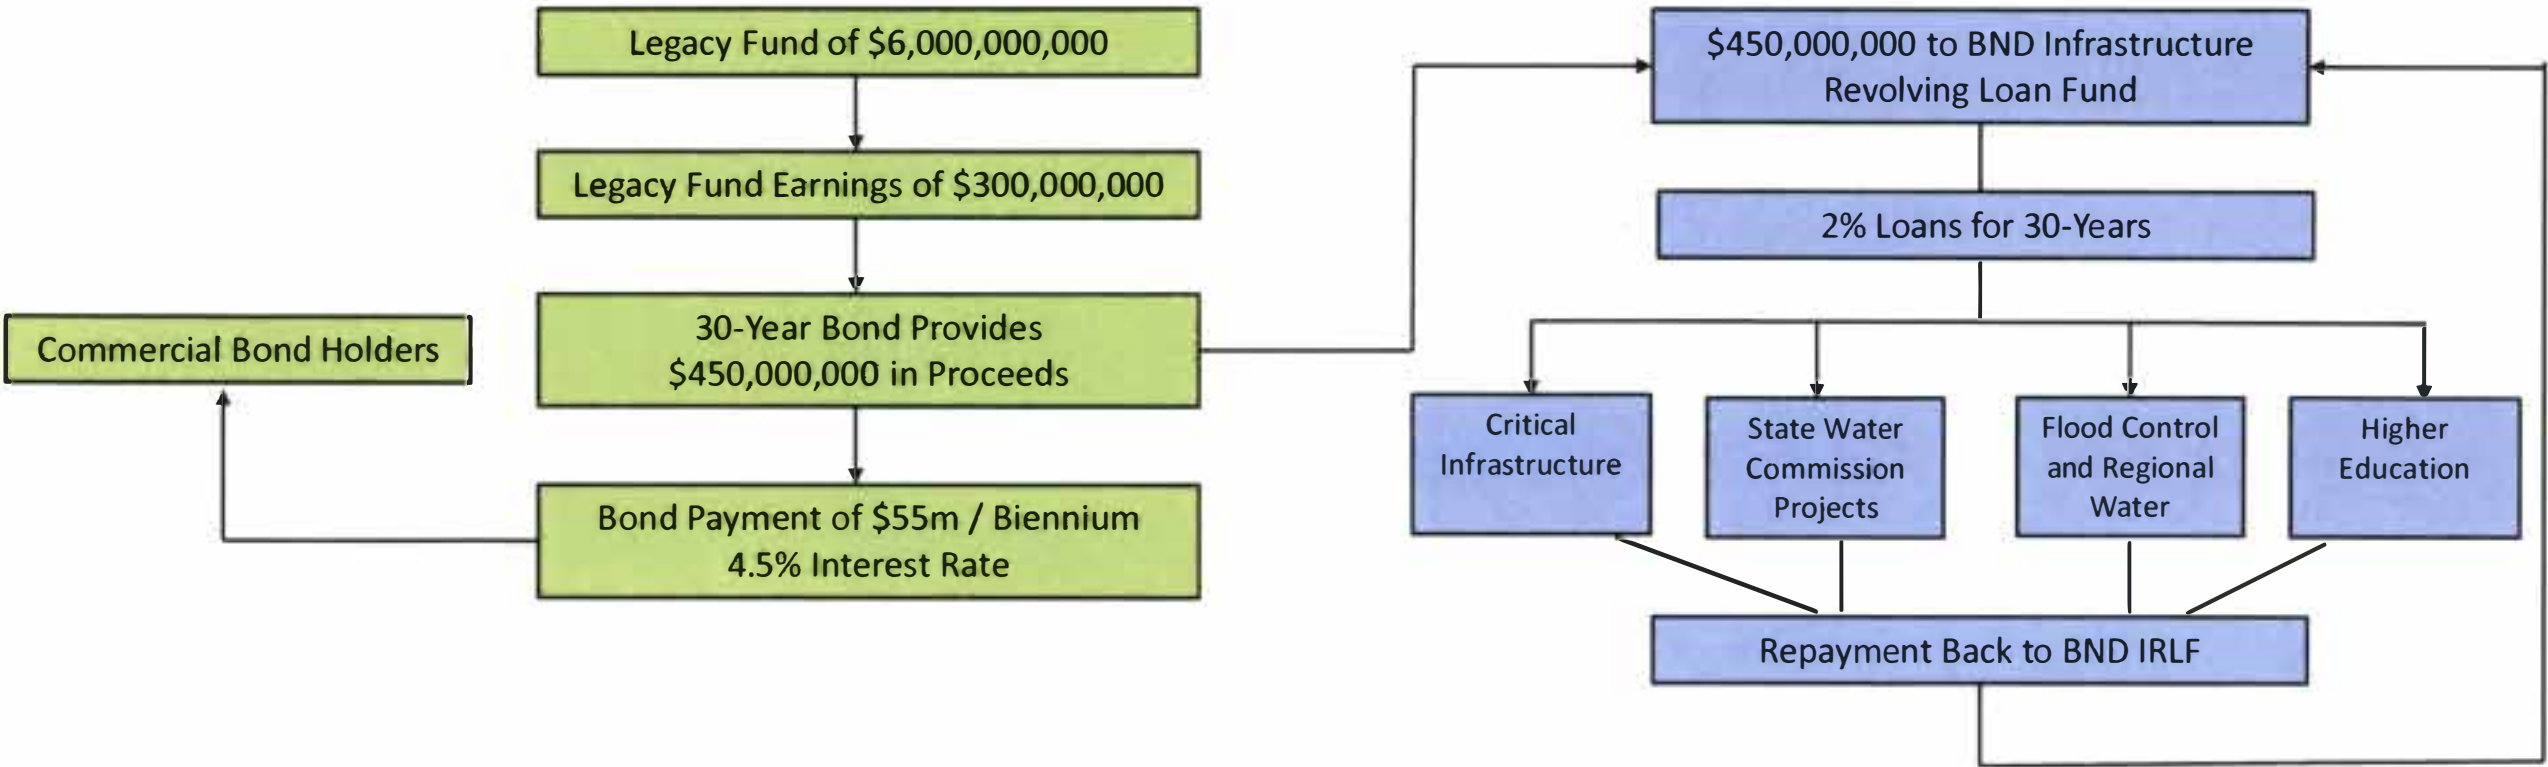 Legacy Fund of $6,000,000,000
Legacy Fund Earnings of $300,000,000
30-Year Bond Provides
$450,000,000 in Proceeds
Commercial Bond Holders
Bond Payment of $55m / Biennium
4.5% Interest Rate
$450,000,000 to BND Infrastructure
Revolving Loan Fund
2% Loans for 30-Years
Critical
Infrastructure
State Water
Commission
Projects
Flood Control
and Regional
Water
Higher
Education
Repayment Back to BND IRLF